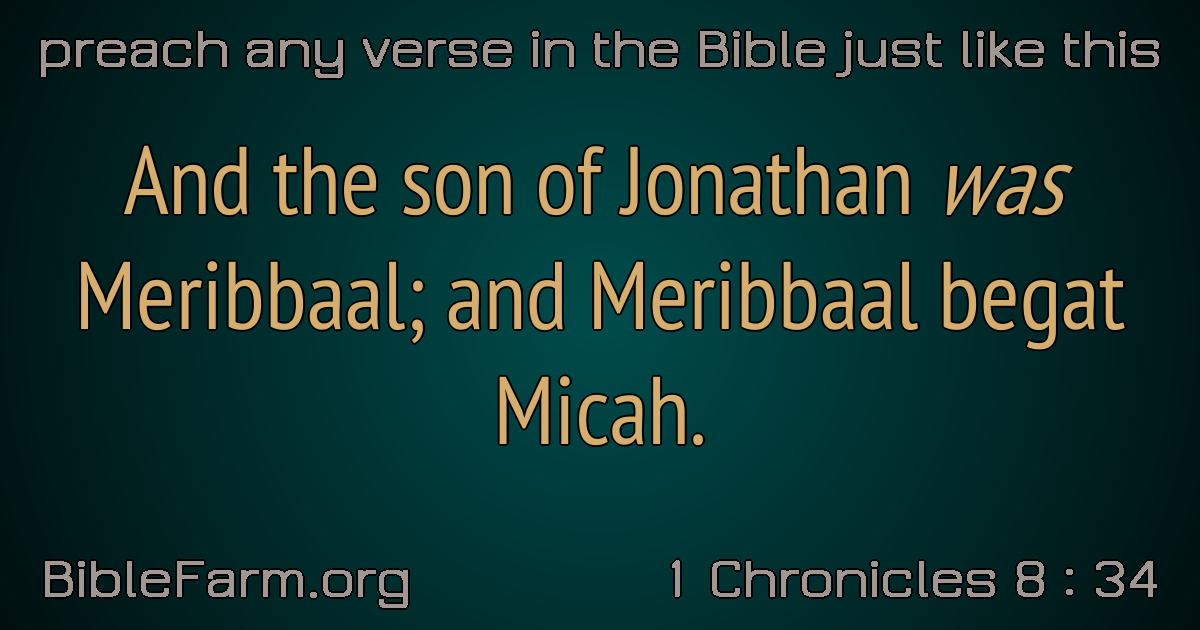 preach any verse in the Bible just like this
And the son of Jonathan was
Meribbaal; and Meribbaal begat
Micah.
BibleFarm.org
1 Chronicles 8 : 34